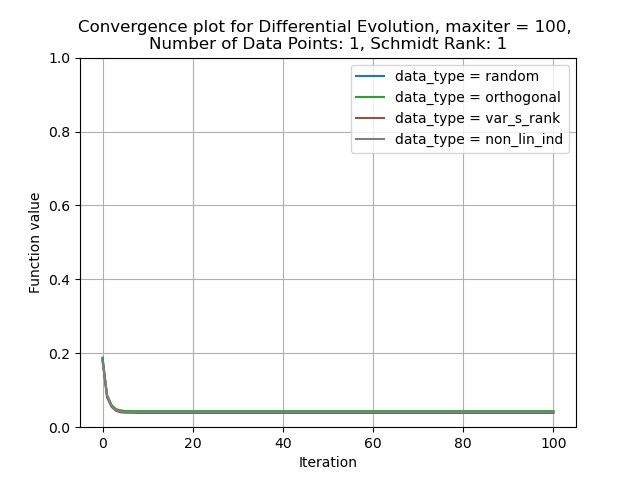 Convergence plot for Differential Evolution, maxiter = 100,
Number of Data Points: 1, Schmidt Rank: 1
data_type = random
data_type = orthogonal
data_type = var_s_rank
data_type = non_lin_ind
Function value
1.0
0.8
0.6
0.4
0.2
0.0
0 20 40 60 80 100
Iteration